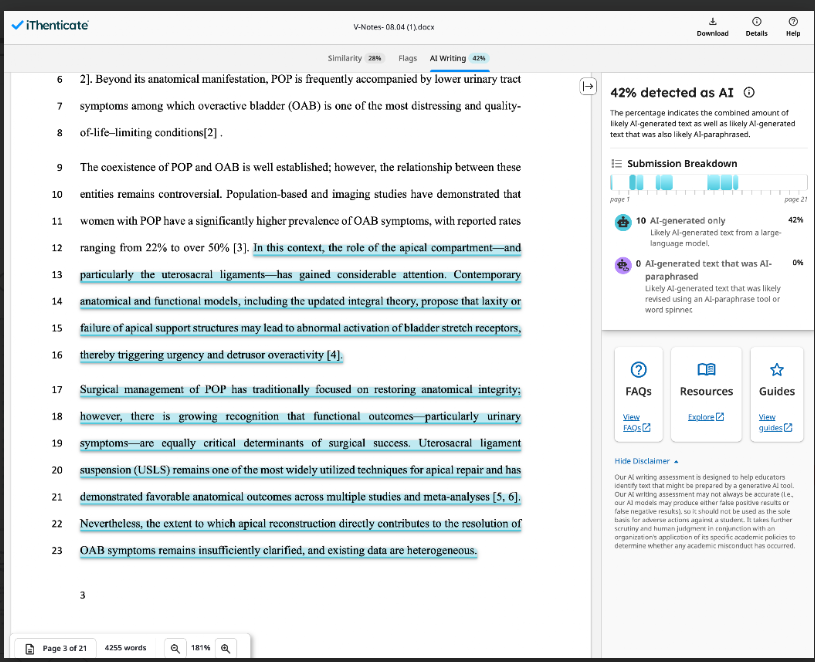 iThenticate
V-Notes- 08.04 (1).docx
Download
Details
Help
Similarity 28%
Flags
AI Writing 42%
6 2]. Beyond its anatomical manifestation, POP is frequently accompanied by lower urinary tract
7 symptoms among which overactive bladder (OAB) is one of the most distressing and quality-
8 of-life–limiting conditions[2] .
9 The coexistence of POP and OAB is well established; however, the relationship between these
10 entities remains controversial. Population-based and imaging studies have demonstrated that
11 women with POP have a significantly higher prevalence of OAB symptoms, with reported rates
12 ranging from 22% to over 50% [3]. In this context, the role of the apical compartment—and
13 particularly the uterosacral ligaments—has gained considerable attention. Contemporary
14 anatomical and functional models, including the updated integral theory, propose that laxity or
15 failure of apical support structures may lead to abnormal activation of bladder stretch receptors,
16 thereby triggering urgency and detrusor overactivity [4].
17 Surgical management of POP has traditionally focused on restoring anatomical integrity;
18 however, there is growing recognition that functional outcomes—particularly urinary
19 symptoms—are equally critical determinants of surgical success. Uterosacral ligament
20 suspension (USLS) remains one of the most widely utilized techniques for apical repair and has
21 demonstrated favorable anatomical outcomes across multiple studies and meta-analyses [5, 6].
22 Nevertheless, the extent to which apical reconstruction directly contributes to the resolution of
23 OAB symptoms remains insufficiently clarified, and existing data are heterogeneous.
3
Page 3 of 21
4255 words
181%
42% detected as AI
The percentage indicates the combined amount of
likely AI-generated text as well as likely AI-generated
text that was also likely AI-paraphrased.
Submission Breakdown
page 1
page 21
10 AI-generated only 42%
Likely AI-generated text from a large-
language model.
0 AI-generated text that was AI- 0%
paraphrased
Likely AI-generated text that was likely
revised using an AI-paraphrase tool or
word spinner.
FAQs
View
FAQs
Resources
Explore
Guides
View
guides
Hide Disclaimer
Our AI writing assessment is designed to help educators
identify text that might be prepared by a generative AI tool.
Our AI writing assessment may not always be accurate (i.e.,
our AI models may produce either false positive results or
false negative results), so it should not be used as the sole
basis for adverse actions against a student. It takes further
scrutiny and human judgment in conjunction with an
organization's application of its specific academic policies to
determine whether any academic misconduct has occurred.